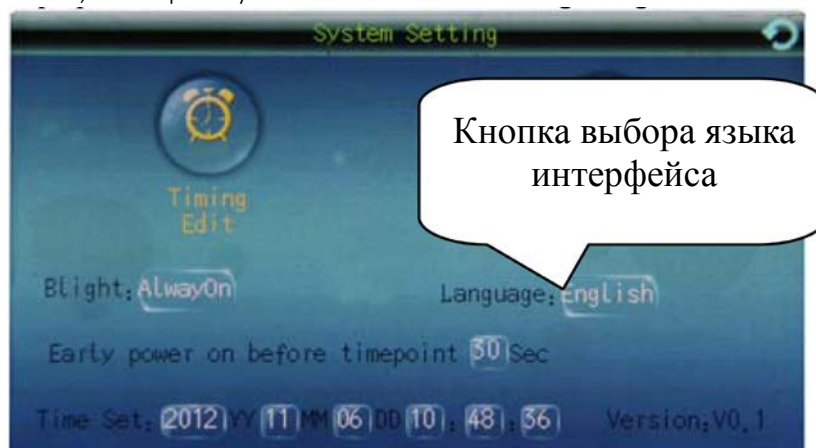 System Setting
Кнопка выбора языка
интерфейса
Timing
Edit
Blight:AlwayOn
Language:English
Early power on before timepoint 30 Sec
Time Set:2012 YY 11 MM 06 DD 10 : 48 : 36 Version:V0.1